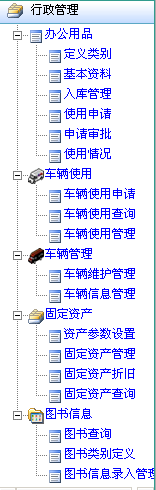 行政管理
办公用品
定义类别
基本资料
入库管理
使用申请
申请审批
使用情况
车辆使用
车辆使用申请
车辆使用查询
车辆使用管理
车辆管理
车辆维护管理
车辆信息管理
固定资产
资产参数设置
固定资产管理
固定资产折旧
固定资产查询
图书信息
图书查询
图书类别定义
图书信息录入管理